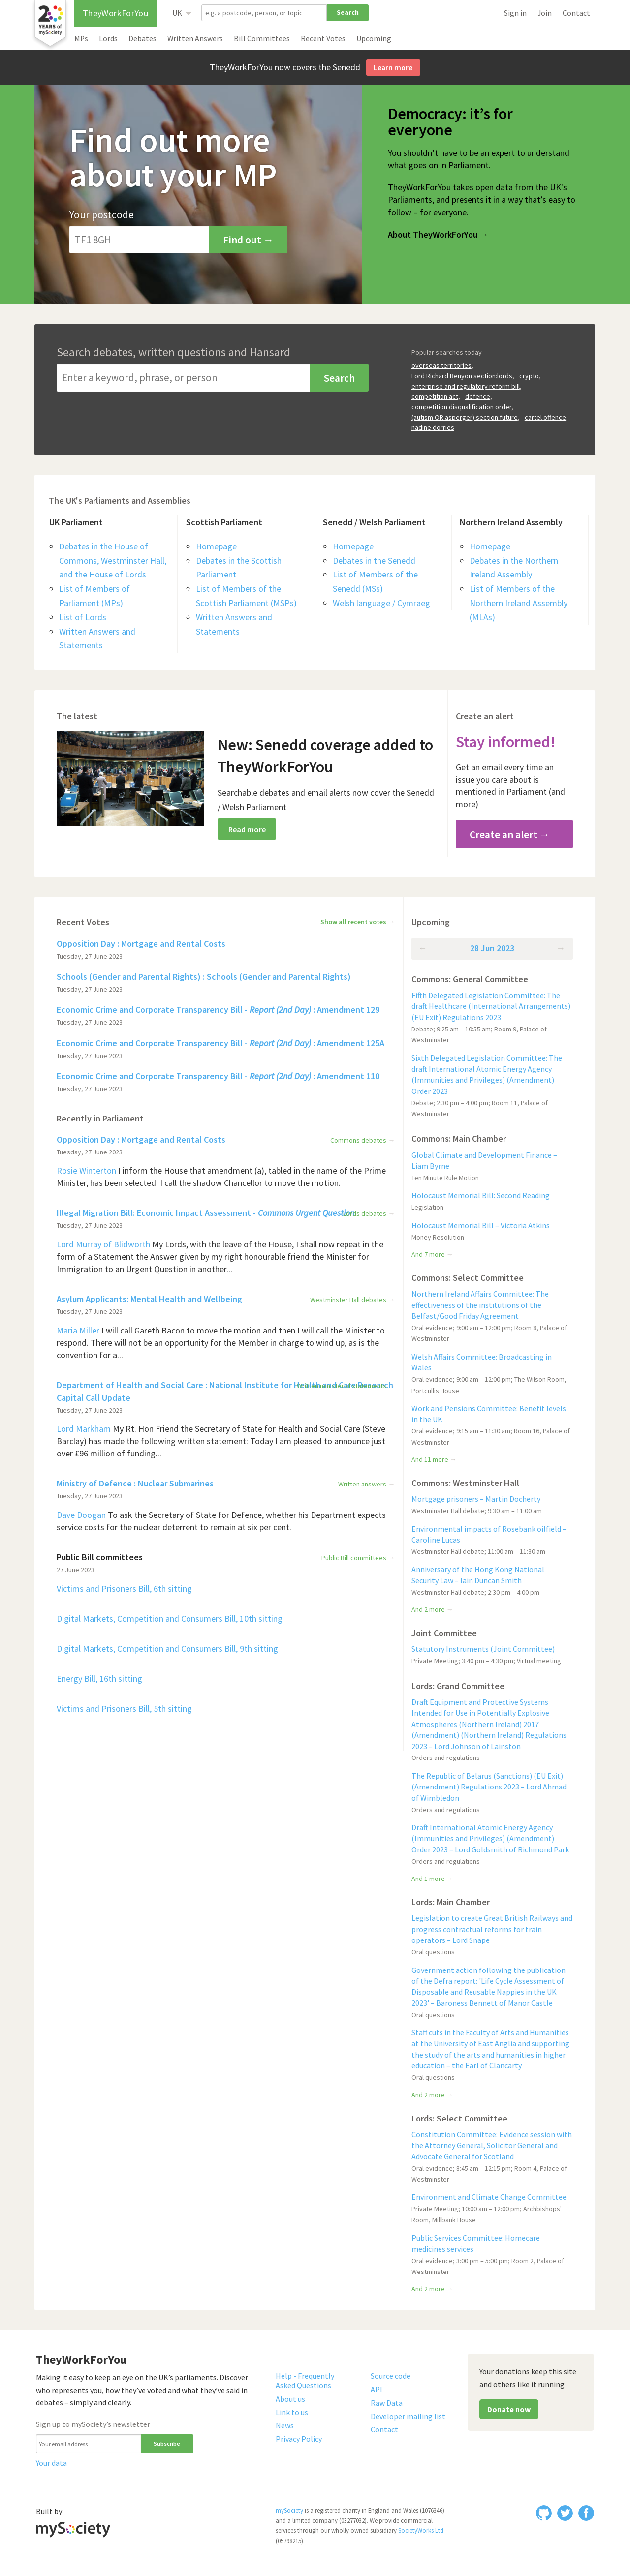 20
YEARS of
mySociety
TheyWorkForYou
UK
e.g. a postcode, person, or topic
Search
Sign in Join Contact
MPs Lords Debates Written Answers Bill Committees Recent Votes Upcoming
TheyWorkForYou now covers the Senedd Learn more
Find out more
about your MP
Your postcode
TF1 8GH
Find out →
Democracy: it’s for
everyone
You shouldn’t have to be an expert to understand
what goes on in Parliament.
TheyWorkForYou takes open data from the UK’s
Parliaments, and presents it in a way that’s easy to
follow – for everyone.
About TheyWorkForYou →
Search debates, written questions and Hansard
Enter a keyword, phrase, or person
Search
Popular searches today
overseas territories,
Lord Richard Benyon section:lords, crypto,
enterprise and regulatory reform bill,
competition act, defence,
competition disqualification order,
(autism OR asperger) section:future, cartel offence,
nadine dorries
The UK's Parliaments and Assemblies
UK Parliament
Debates in the House of
Commons, Westminster Hall,
and the House of Lords
List of Members of
Parliament (MPs)
List of Lords
Written Answers and
Statements
Scottish Parliament
Homepage
Debates in the Scottish
Parliament
List of Members of the
Scottish Parliament (MSPs)
Written Answers and
Statements
Senedd / Welsh Parliament
Homepage
Debates in the Senedd
List of Members of the
Senedd (MSs)
Welsh language / Cymraeg
Northern Ireland Assembly
Homepage
Debates in the Northern
Ireland Assembly
List of Members of the
Northern Ireland Assembly
(MLAs)
The latest
New: Senedd coverage added to
TheyWorkForYou
Searchable debates and email alerts now cover the Senedd
/ Welsh Parliament
Read more
Create an alert
Stay informed!
Get an email every time an
issue you care about is
mentioned in Parliament (and
more)
Create an alert →
Recent Votes
Show all recent votes →
Opposition Day : Mortgage and Rental Costs
Tuesday, 27 June 2023
Schools (Gender and Parental Rights) : Schools (Gender and Parental Rights)
Tuesday, 27 June 2023
Economic Crime and Corporate Transparency Bill - Report (2nd Day) : Amendment 129
Tuesday, 27 June 2023
Economic Crime and Corporate Transparency Bill - Report (2nd Day) : Amendment 125A
Tuesday, 27 June 2023
Economic Crime and Corporate Transparency Bill - Report (2nd Day) : Amendment 110
Tuesday, 27 June 2023
Recently in Parliament
Opposition Day : Mortgage and Rental Costs
Commons debates →
Tuesday, 27 June 2023
Rosie Winterton I inform the House that amendment (a), tabled in the name of the Prime
Minister, has been selected. I call the shadow Chancellor to move the motion.
Illegal Migration Bill: Economic Impact Assessment - Commons Urgent Question
debates →
Tuesday, 27 June 2023
Lord Murray of Blidworth My Lords, with the leave of the House, I shall now repeat in the
form of a Statement the Answer given by my right honourable friend the Minister for
Immigration to an Urgent Question in another...
Asylum Applicants: Mental Health and Wellbeing
Westminster Hall debates →
Tuesday, 27 June 2023
Maria Miller I will call Gareth Bacon to move the motion and then I will call the Minister to
respond. There will not be an opportunity for the Member in charge to wind up, as is the
convention for a...
Department of Health and Social Care : National Institute for Health and Care Research
Capital Call Update
Tuesday, 27 June 2023
Lord Markham My Rt. Hon Friend the Secretary of State for Health and Social Care (Steve
Barclay) has made the following written statement: Today I am pleased to announce just
over £96 million of funding...
Ministry of Defence : Nuclear Submarines
Written answers →
Tuesday, 27 June 2023
Dave Doogan To ask the Secretary of State for Defence, whether his Department expects
service costs for the nuclear deterrent to remain at six per cent.
Public Bill committees
Public Bill committees →
27 June 2023
Victims and Prisoners Bill, 6th sitting
Digital Markets, Competition and Consumers Bill, 10th sitting
Digital Markets, Competition and Consumers Bill, 9th sitting
Energy Bill, 16th sitting
Victims and Prisoners Bill, 5th sitting
Upcoming
← 28 Jun 2023 →
Commons: General Committee
Fifth Delegated Legislation Committee: The
draft Healthcare (International Arrangements)
(EU Exit) Regulations 2023
Debate; 9:25 am – 10:55 am; Room 9, Palace of
Westminster
Sixth Delegated Legislation Committee: The
draft International Atomic Energy Agency
(Immunities and Privileges) (Amendment)
Order 2023
Debate; 2:30 pm – 4:00 pm; Room 11, Palace of
Westminster
Commons: Main Chamber
Global Climate and Development Finance –
Liam Byrne
Ten Minute Rule Motion
Holocaust Memorial Bill: Second Reading
Legislation
Holocaust Memorial Bill – Victoria Atkins
Money Resolution
And 7 more →
Commons: Select Committee
Northern Ireland Affairs Committee: The
effectiveness of the institutions of the
Belfast/Good Friday Agreement
Oral evidence; 9:00 am – 12:00 pm; Room 8, Palace of
Westminster
Welsh Affairs Committee: Broadcasting in
Wales
Oral evidence; 9:00 am – 12:00 pm; The Wilson Room,
Portcullis House
Work and Pensions Committee: Benefit levels
in the UK
Oral evidence; 9:15 am – 11:30 am; Room 16, Palace of
Westminster
And 11 more →
Commons: Westminster Hall
Mortgage prisoners – Martin Docherty
Westminster Hall debate; 9:30 am – 11:00 am
Environmental impacts of Rosebank oilfield –
Caroline Lucas
Westminster Hall debate; 11:00 am – 11:30 am
Anniversary of the Hong Kong National
Security Law – Iain Duncan Smith
Westminster Hall debate; 2:30 pm – 4:00 pm
And 2 more →
Joint Committee
Statutory Instruments (Joint Committee)
Private Meeting; 3:40 pm – 4:30 pm; Virtual meeting
Lords: Grand Committee
Draft Equipment and Protective Systems
Intended for Use in Potentially Explosive
Atmospheres (Northern Ireland) 2017
(Amendment) (Northern Ireland) Regulations
2023 – Lord Johnson of Lainston
Orders and regulations
The Republic of Belarus (Sanctions) (EU Exit)
(Amendment) Regulations 2023 – Lord Ahmad
of Wimbledon
Orders and regulations
Draft International Atomic Energy Agency
(Immunities and Privileges) (Amendment)
Order 2023 – Lord Goldsmith of Richmond Park
Orders and regulations
And 1 more →
Lords: Main Chamber
Legislation to create Great British Railways and
progress contractual reforms for train
operators – Lord Snape
Oral questions
Government action following the publication
of the Defra report: 'Life Cycle Assessment of
Disposable and Reusable Nappies in the UK
2023' – Baroness Bennett of Manor Castle
Oral questions
Staff cuts in the Faculty of Arts and Humanities
at the University of East Anglia and supporting
the study of the arts and humanities in higher
education – the Earl of Clancarty
Oral questions
And 2 more →
Lords: Select Committee
Constitution Committee: Evidence session with
the Attorney General, Solicitor General and
Advocate General for Scotland
Oral evidence; 8:45 am – 12:15 pm; Room 4, Palace of
Westminster
Environment and Climate Change Committee
Private Meeting; 10:00 am – 12:00 pm; Archbishops'
Room, Millbank House
Public Services Committee: Homecare
medicines services
Oral evidence; 3:00 pm – 5:00 pm; Room 2, Palace of
Westminster
And 2 more →
TheyWorkForYou
Making it easy to keep an eye on the UK’s parliaments. Discover
who represents you, how they’ve voted and what they’ve said in
debates – simply and clearly.
Sign up to mySociety’s newsletter
Your email address
Subscribe
Your data
Help - Frequently
Asked Questions
About us
Link to us
News
Privacy Policy
Source code
API
Raw Data
Developer mailing list
Contact
Your donations keep this site
and others like it running
Donate now
Built by
mySociety
mySociety is a registered charity in England and Wales (1076346)
and a limited company (03277032). We provide commercial
services through our wholly owned subsidiary SocietyWorks Ltd
(05798215).